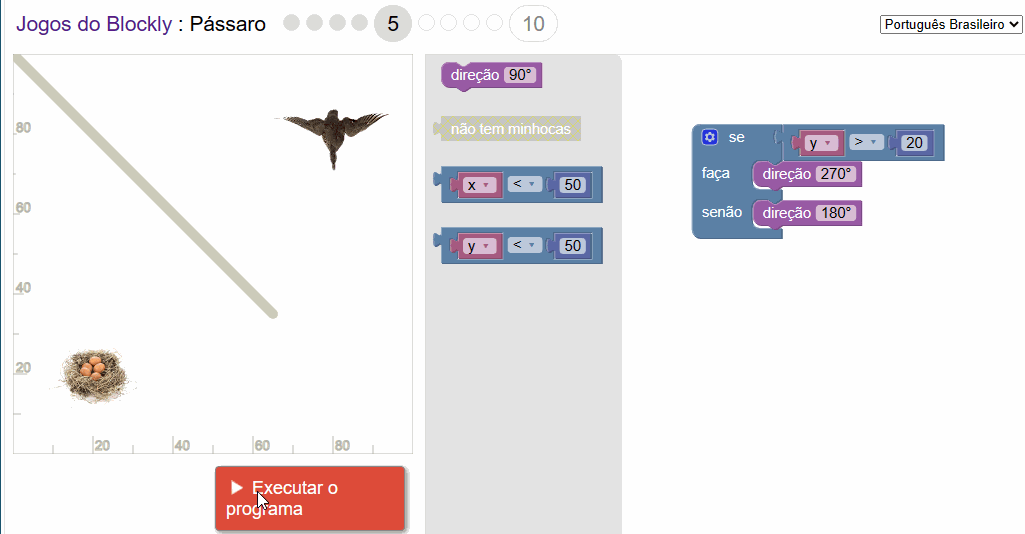 Jogos do Blockly : Pássaro 5 10 Português Brasileiro
80
60
40
20
20 40 60 80
Executar o
programa
direção 90°
não tem minhocas
x < 50
y < 50
se y > 20
faça direção 270°
senão direção 180°